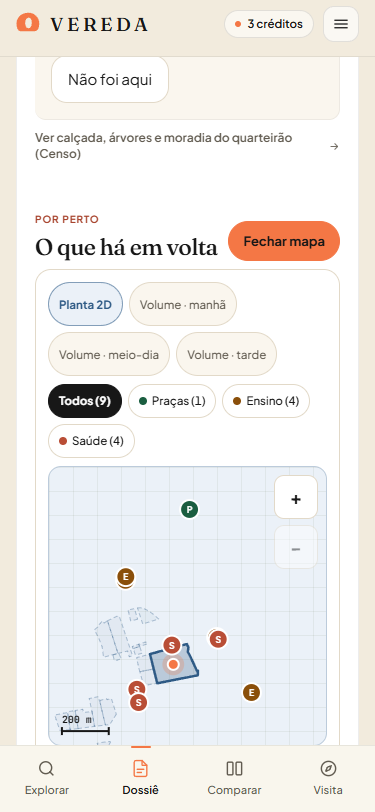 VEREDA
3 créditos
Não foi aqui
Ver calçada, árvores e moradia do quarteirão
(Censo)
POR PERTO
O que há em volta
Fechar mapa
Planta 2D
Volume · manhã
Volume · meio-dia
Volume · tarde
Todos (9)
Praças (1)
Ensino (4)
Saúde (4)
+
−
P
E
S
S
S
S
E
200 m
Explorar
Dossiê
Comparar
Visita